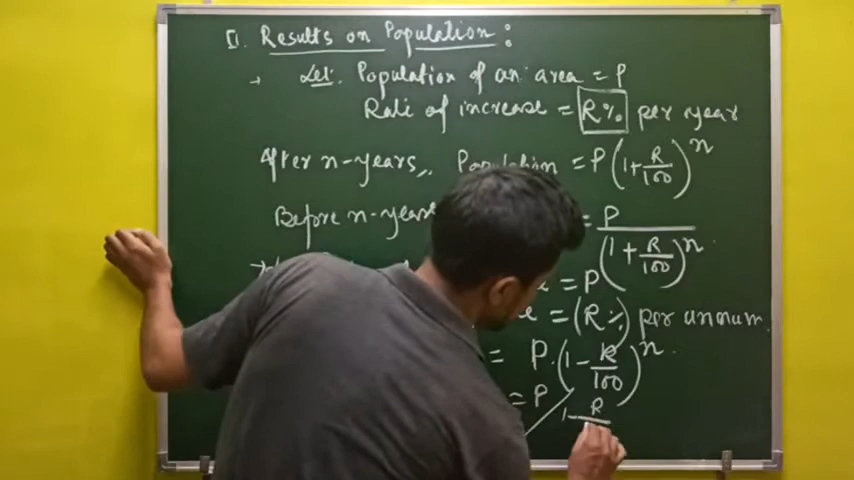 II. Results on Population :
Let: Population of an area = P
Rate of increase = R% per year
After n-years,. Population = P(1+R/100)^n
Before n-years = P/(1+R/100)^n
= P
= (R%) per annum.
= P.(1-R/100)^n.
= P / 1-R